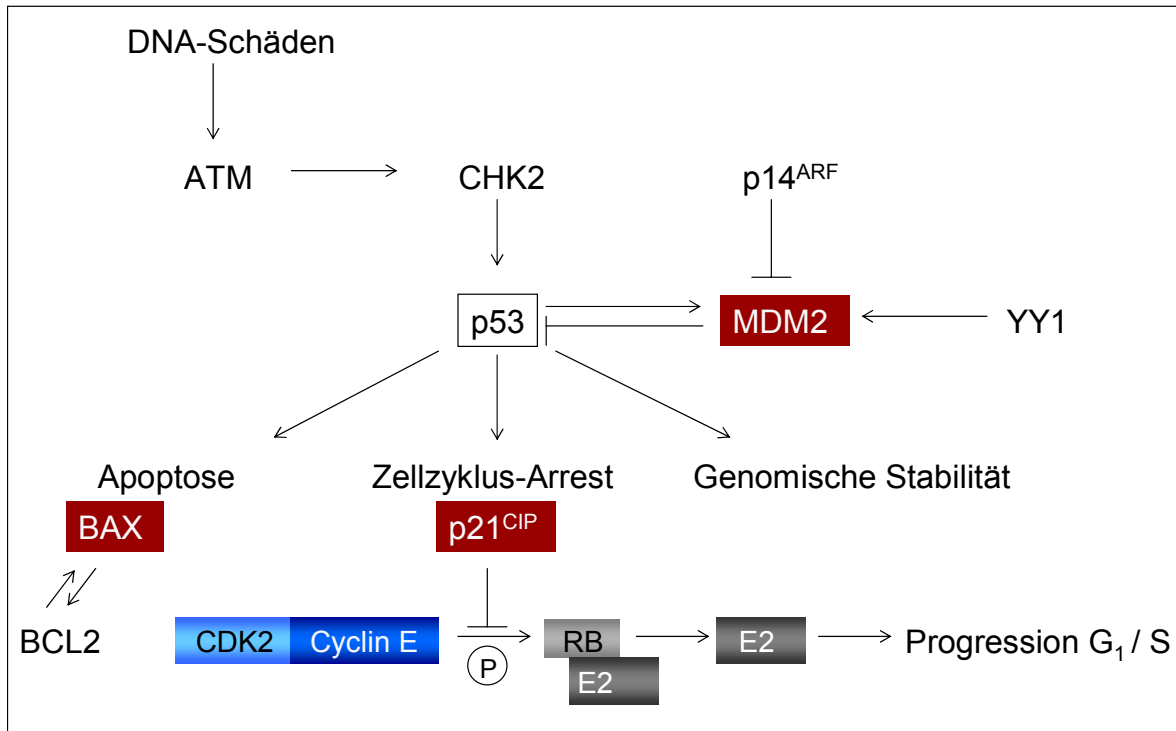 DNA-Schäden
ATM CHK2 p14ARF
p53 MDM2 YY1
Apoptose Zellzyklus-Arrest Genomische Stabilität
BAX p21CIP
BCL2 CDK2 Cyclin E RB E2 Progression G1 / S
P E2